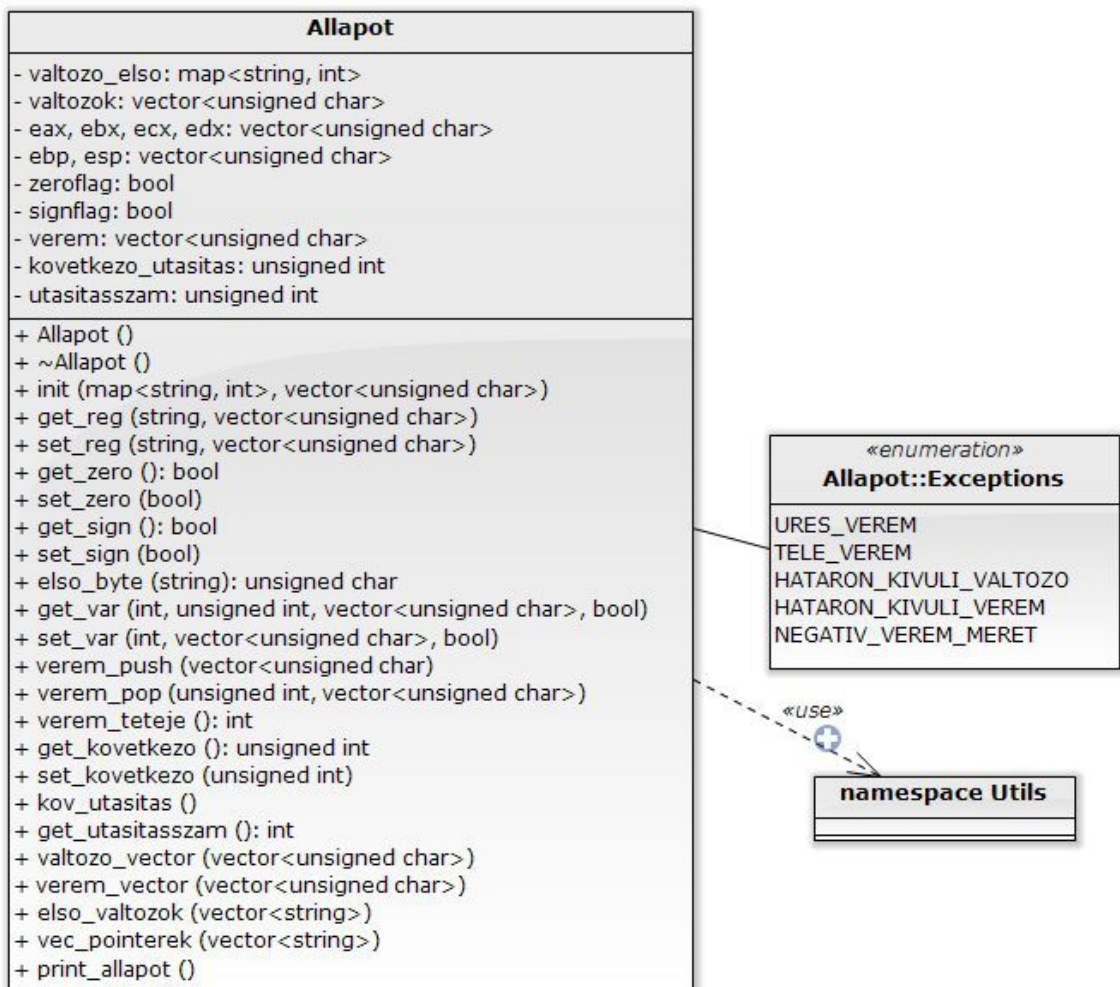 Allapot
- valtozo_elso: map<string, int>
- valtozok: vector<unsigned char>
- eax, ebx, ecx, edx: vector<unsigned char>
- ebp, esp: vector<unsigned char>
- zeroflag: bool
- signflag: bool
- verem: vector<unsigned char>
- kovetkezo_utasitas: unsigned int
- utasitasszam: unsigned int
+ Allapot ()
+ ~Allapot ()
+ init (map<string, int>, vector<unsigned char>)
+ get_reg (string, vector<unsigned char>)
+ set_reg (string, vector<unsigned char>)
+ get_zero (): bool
+ set_zero (bool)
+ get_sign (): bool
+ set_sign (bool)
+ elso_byte (string): unsigned char
+ get_var (int, unsigned int, vector<unsigned char>, bool)
+ set_var (int, vector<unsigned char>, bool)
+ verem_push (vector<unsigned char)
+ verem_pop (unsigned int, vector<unsigned char>)
+ verem_teteje (): int
+ get_kovetkezo (): unsigned int
+ set_kovetkezo (unsigned int)
+ kov_utasitas ()
+ get_utasitasszam (): int
+ valtozo_vector (vector<unsigned char>)
+ verem_vector (vector<unsigned char>)
+ elso_valtozok (vector<string>)
+ vec_pointerek (vector<string>)
+ print_allapot ()
«enumeration»
Allapot::Exceptions
URES_VEREM
TELE_VEREM
HATARON_KIVULI_VALTOZO
HATARON_KIVULI_VEREM
NEGATIV_VEREM_MERET
«use»
namespace Utils